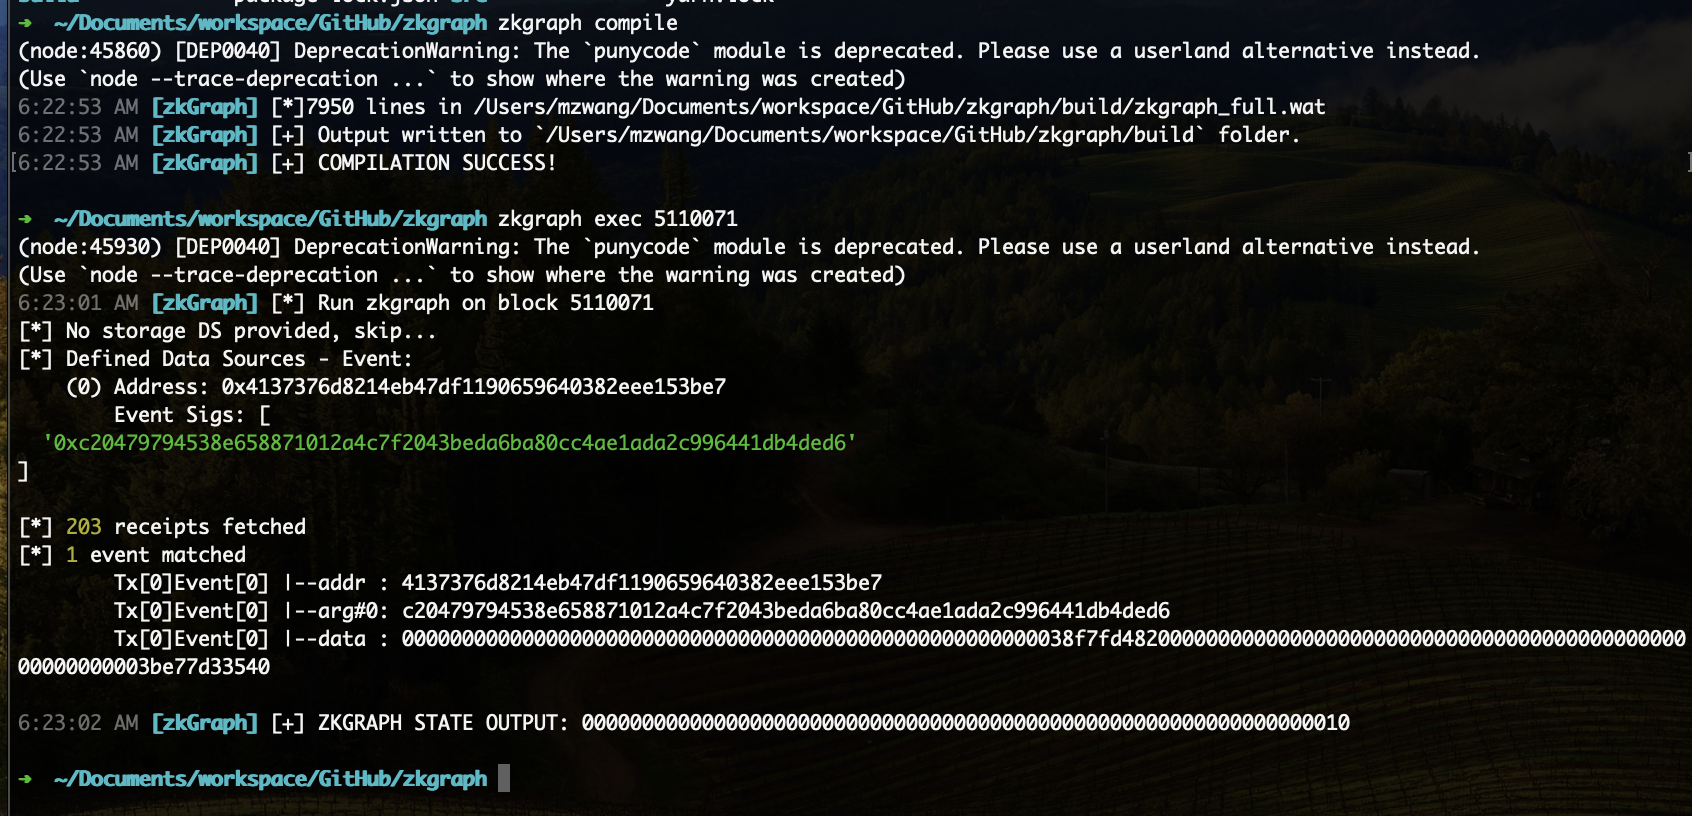 package-lock.json yarn.lock
➜ ~/Documents/workspace/GitHub/zkgraph zkgraph compile
(node:45860) [DEP0040] DeprecationWarning: The `punycode` module is deprecated. Please use a userland alternative instead.
(Use `node --trace-deprecation ...` to show where the warning was created)
6:22:53 AM [zkGraph] [*]7950 lines in /Users/mzwang/Documents/workspace/GitHub/zkgraph/build/zkgraph_full.wat
6:22:53 AM [zkGraph] [+] Output written to `/Users/mzwang/Documents/workspace/GitHub/zkgraph/build` folder.
[6:22:53 AM [zkGraph] [+] COMPILATION SUCCESS! ]
➜ ~/Documents/workspace/GitHub/zkgraph zkgraph exec 5110071
(node:45930) [DEP0040] DeprecationWarning: The `punycode` module is deprecated. Please use a userland alternative instead.
(Use `node --trace-deprecation ...` to show where the warning was created)
6:23:01 AM [zkGraph] [*] Run zkgraph on block 5110071
[*] No storage DS provided, skip...
[*] Defined Data Sources - Event:
(0) Address: 0x4137376d8214eb47df1190659640382eee153be7
Event Sigs: [
'0xc20479794538e658871012a4c7f2043beda6ba80cc4ae1ada2c996441db4ded6'
]
[*] 203 receipts fetched
[*] 1 event matched
Tx[0]Event[0] |--addr : 4137376d8214eb47df1190659640382eee153be7
Tx[0]Event[0] |--arg#0: c20479794538e658871012a4c7f2043beda6ba80cc4ae1ada2c996441db4ded6
Tx[0]Event[0] |--data : 00000000000000000000000000000000000000000000000000000038f7fd482000000000000000000000000000000000000000000000
000000000003be77d33540
6:23:02 AM [zkGraph] [+] ZKGRAPH STATE OUTPUT: 0000000000000000000000000000000000000000000000000000000000000010
➜ ~/Documents/workspace/GitHub/zkgraph